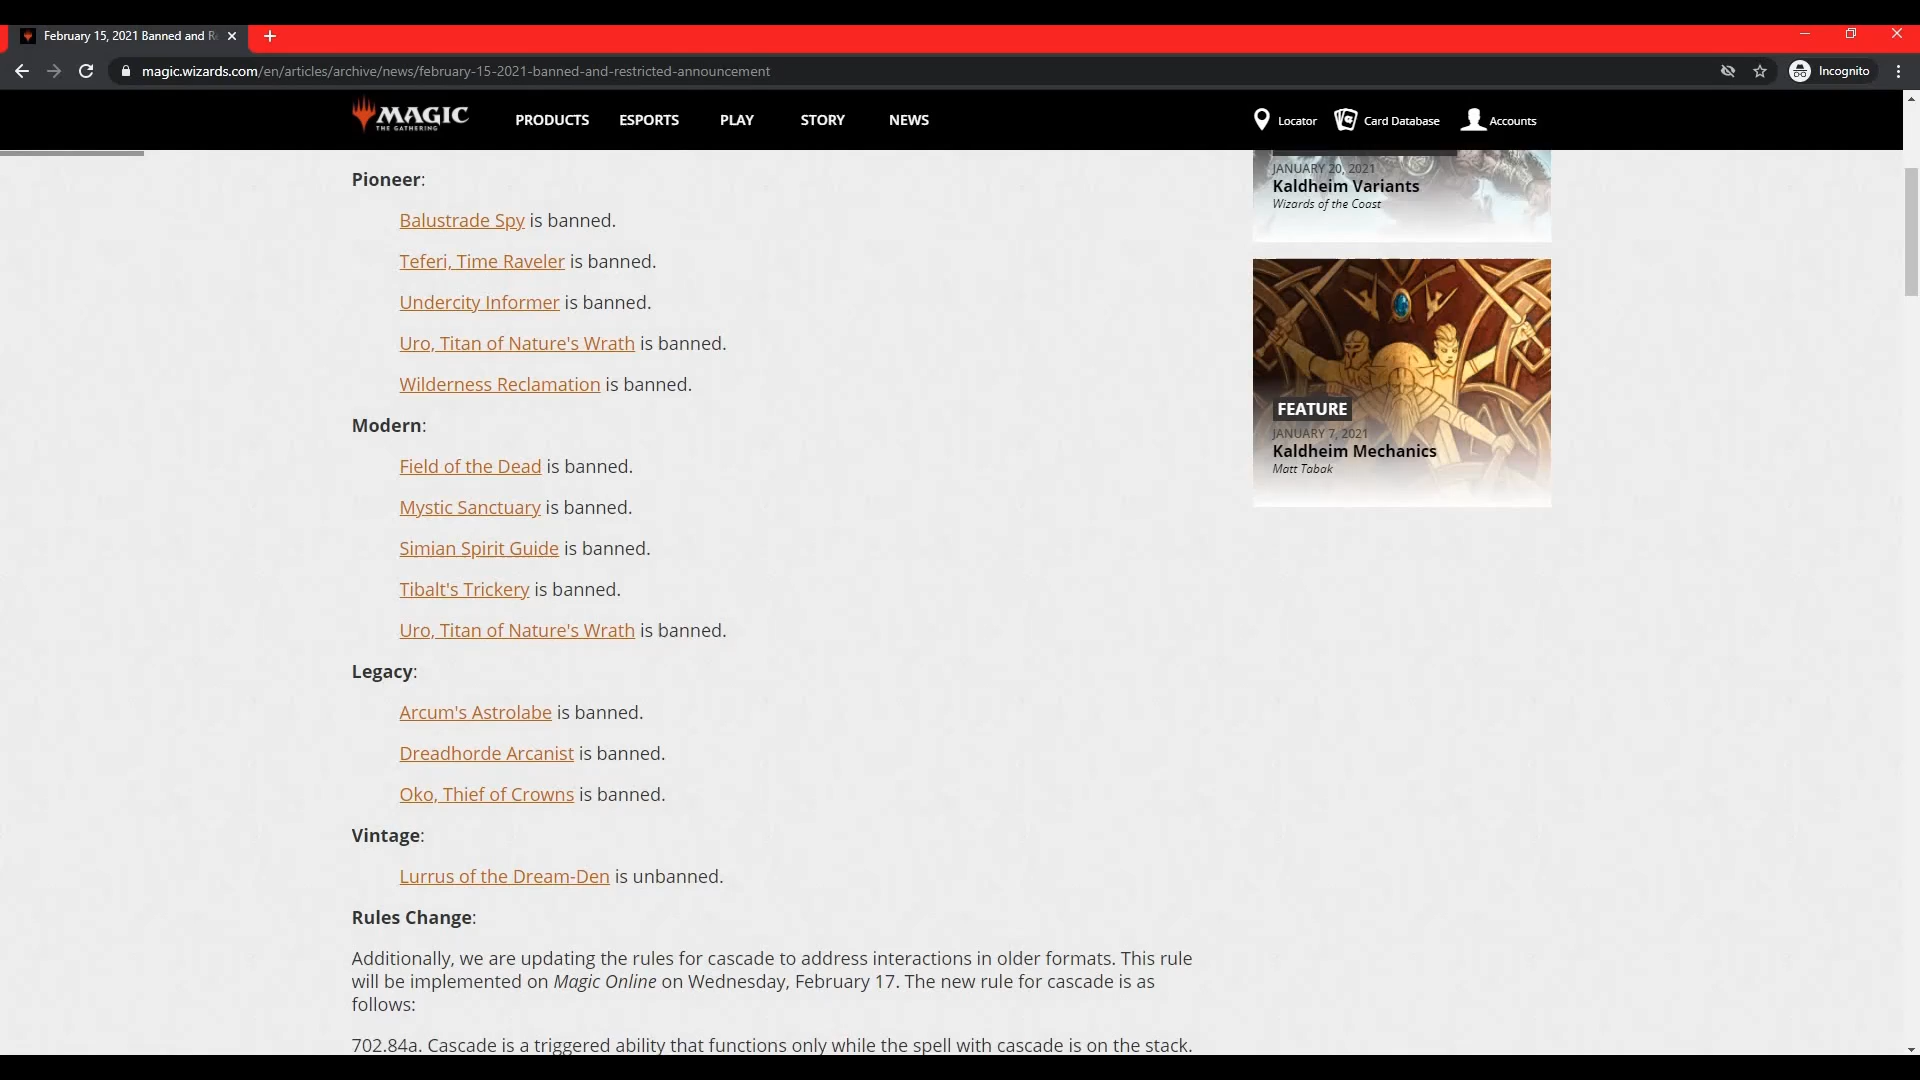 February 15, 2021 Banned and R
magic.wizards.com/en/articles/archive/news/february-15-2021-banned-and-restricted-announcement
Incognito
MAGIC
THE GATHERING
PRODUCTS
ESPORTS
PLAY
STORY
NEWS
Locator
Card Database
Accounts
Pioneer:
Balustrade Spy is banned.
Teferi, Time Raveler is banned.
Undercity Informer is banned.
Uro, Titan of Nature's Wrath is banned.
Wilderness Reclamation is banned.
Modern:
Field of the Dead is banned.
Mystic Sanctuary is banned.
Simian Spirit Guide is banned.
Tibalt's Trickery is banned.
Uro, Titan of Nature's Wrath is banned.
Legacy:
Arcum's Astrolabe is banned.
Dreadhorde Arcanist is banned.
Oko, Thief of Crowns is banned.
Vintage:
Lurrus of the Dream-Den is unbanned.
Rules Change:
Additionally, we are updating the rules for cascade to address interactions in older formats. This rule
will be implemented on Magic Online on Wednesday, February 17. The new rule for cascade is as
follows:
702.84a. Cascade is a triggered ability that functions only while the spell with cascade is on the stack.
JANUARY 20, 2021
Kaldheim Variants
Wizards of the Coast
FEATURE
JANUARY 7, 2021
Kaldheim Mechanics
Matt Tabak